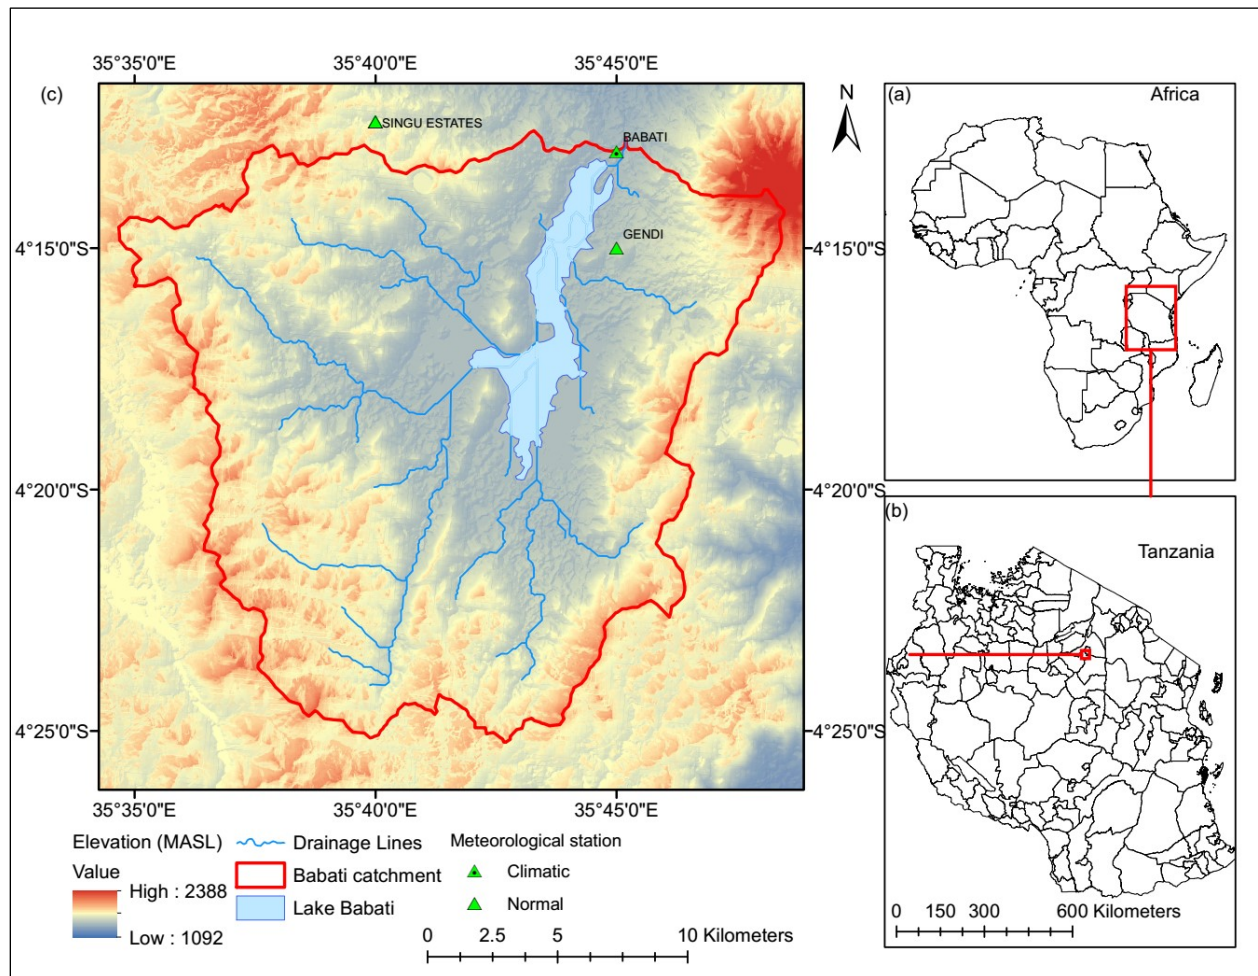 35°35'0"E 35°40'0"E 35°45'0"E
(c)
SINGU ESTATES
BABATI
GENDI
4°15'0"S
4°20'0"S
4°25'0"S
4°15'0"S
4°20'0"S
4°25'0"S
35°35'0"E 35°40'0"E 35°45'0"E
N
(a)
Africa
(b)
Tanzania
0 150 300 600 Kilometers
Elevation (MASL)
Value
High : 2388
Low : 1092
Drainage Lines
Babati catchment
Lake Babati
Meteorological station
Climatic
Normal
0 2.5 5 10 Kilometers